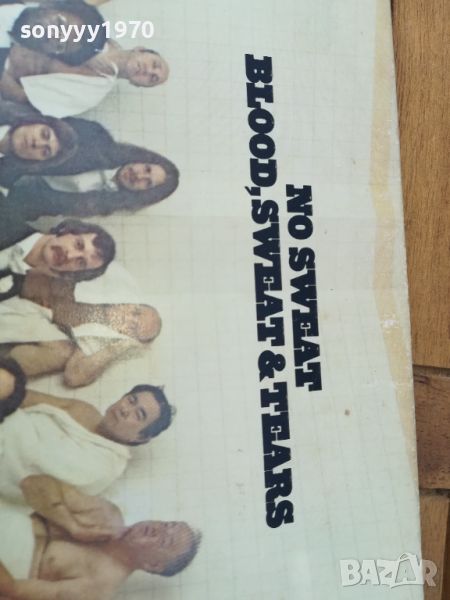 sonyyy1970
NO SWEAT
BLOOD, SWEAT & TEARS
BAZAR